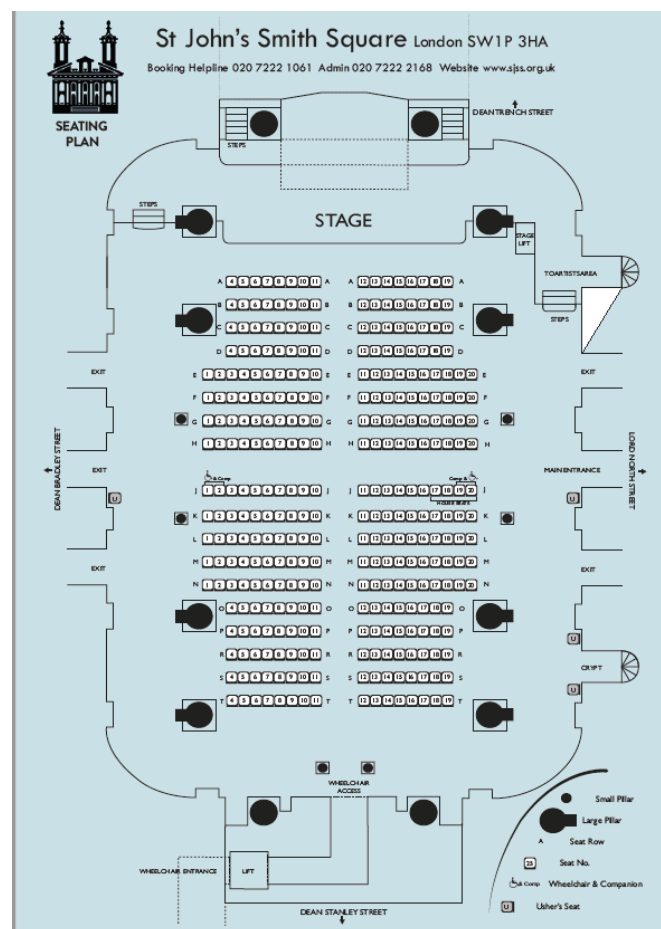 St John's Smith Square London SW1P 3HA
Booking Helpline 020 7222 1061 Admin 020 7222 2168 Website www.sjss.org.uk
SEATING
PLAN
DEAN TRENCH STREET
STEPS
STEPS
STAGE
STAGE
LIFT
TO ARTISTS AREA
STEPS
A 4 5 6 7 8 9 10 11 A A 12 13 14 15 16 17 18 19 A
B 4 5 6 7 8 9 10 11 B B 12 13 14 15 16 17 18 19 B
C 4 5 6 7 8 9 10 11 C C 12 13 14 15 16 17 18 19 C
D 4 5 6 7 8 9 10 11 D D 12 13 14 15 16 17 18 19 D
EXIT
E 1 2 3 4 5 6 7 8 9 10 E E 11 12 13 14 15 16 17 18 19 20 E
EXIT
F 1 2 3 4 5 6 7 8 9 10 F F 11 12 13 14 15 16 17 18 19 20 F
G 1 2 3 4 5 6 7 8 9 10 G G 11 12 13 14 15 16 17 18 19 20 G
H 1 2 3 4 5 6 7 8 9 10 H H 11 12 13 14 15 16 17 18 19 20 H
DEAN BRADLEY STREET
EXIT
& Comp
Comp &
MAIN ENTRANCE
LORD NORTH STREET
J 1 2 3 4 5 6 7 8 9 10 J J 11 12 13 14 15 16 17 18 19 20 J
HOUSE SEATS
U
U
K 1 2 3 4 5 6 7 8 9 10 K K 11 12 13 14 15 16 17 18 19 20 K
L 1 2 3 4 5 6 7 8 9 10 L L 11 12 13 14 15 16 17 18 19 20 L
M 1 2 3 4 5 6 7 8 9 10 M M 11 12 13 14 15 16 17 18 19 20 M
EXIT
EXIT
N 1 2 3 4 5 6 7 8 9 10 N N 11 12 13 14 15 16 17 18 19 20 N
O 4 5 6 7 8 9 10 11 O O 12 13 14 15 16 17 18 19 O
P 4 5 6 7 8 9 10 11 P P 12 13 14 15 16 17 18 19 P
U
R 4 5 6 7 8 9 10 11 R R 12 13 14 15 16 17 18 19 R
CRYPT
S 4 5 6 7 8 9 10 11 S S 12 13 14 15 16 17 18 19 S
U
T 4 5 6 7 8 9 10 11 T T 12 13 14 15 16 17 18 19 T
WHEELCHAIR
ACCESS
WHEELCHAIR ENTRANCE
LIFT
DEAN STANLEY STREET
Small Pillar
Large Pillar
A Seat Row
25 Seat No.
& Comp Wheelchair & Companion
U Usher's Seat